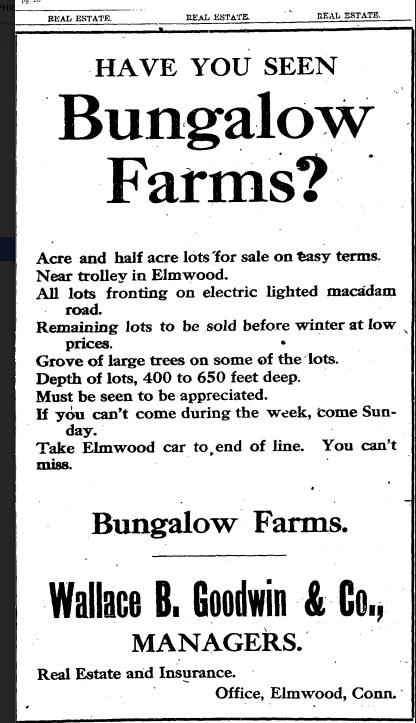 REAL ESTATE. REAL ESTATE. REAL ESTATE.
HAVE YOU SEEN
Bungalow
Farms?
Acre and half acre lots for sale on easy terms.
Near trolley in Elmwood.
All lots fronting on electric lighted macadam
road.
Remaining lots to be sold before winter at low
prices.
Grove of large trees on some of the lots.
Depth of lots, 400 to 650 feet deep.
Must be seen to be appreciated.
If you can't come during the week, come Sun-
day.
Take Elmwood car to end of line. You can't
miss.
Bungalow Farms.
Wallace B. Goodwin & Co.,
MANAGERS.
Real Estate and Insurance.
Office, Elmwood, Conn.